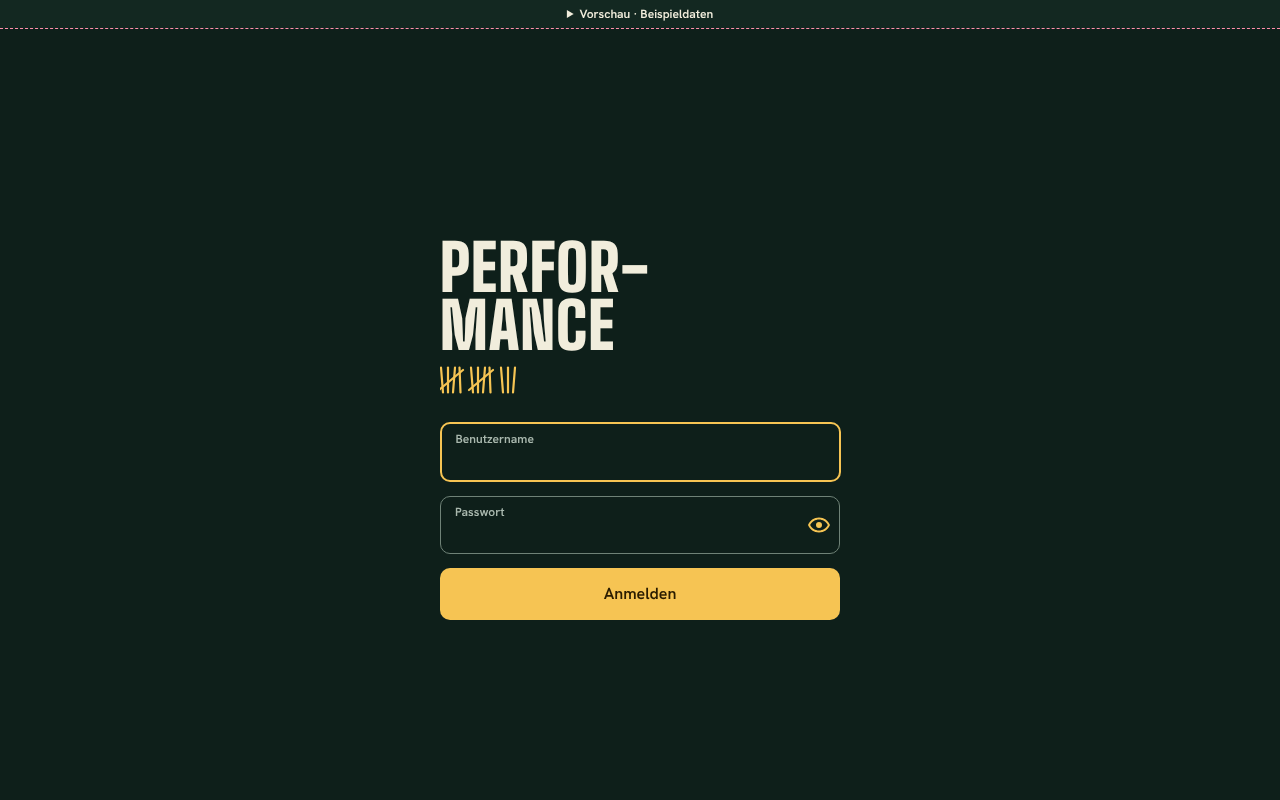 Vorschau · Beispieldaten
PERFOR–
MANCE
Benutzername
Passwort
Anmelden